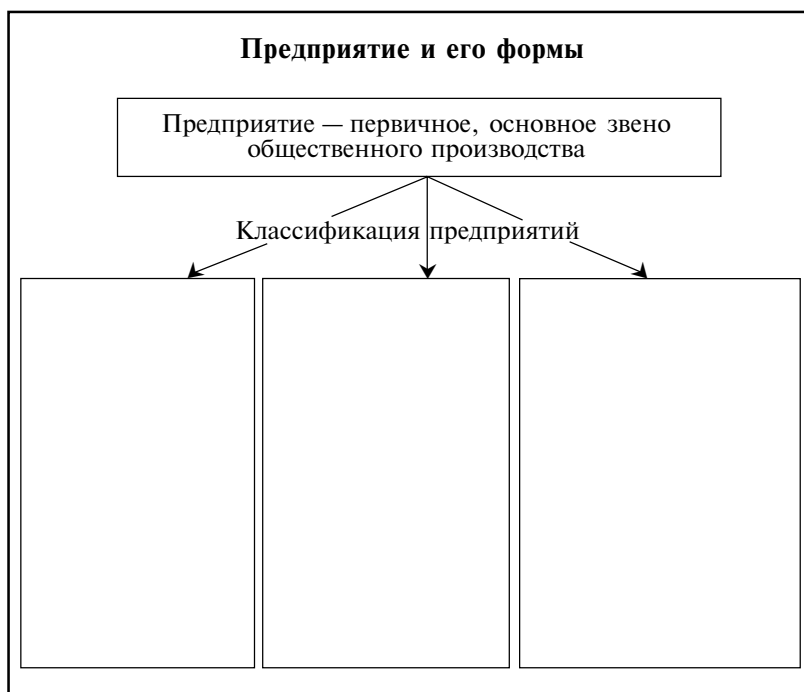 Предприятие и его формы
Предприятие — первичное, основное звено
общественного производства
Классификация предприятий